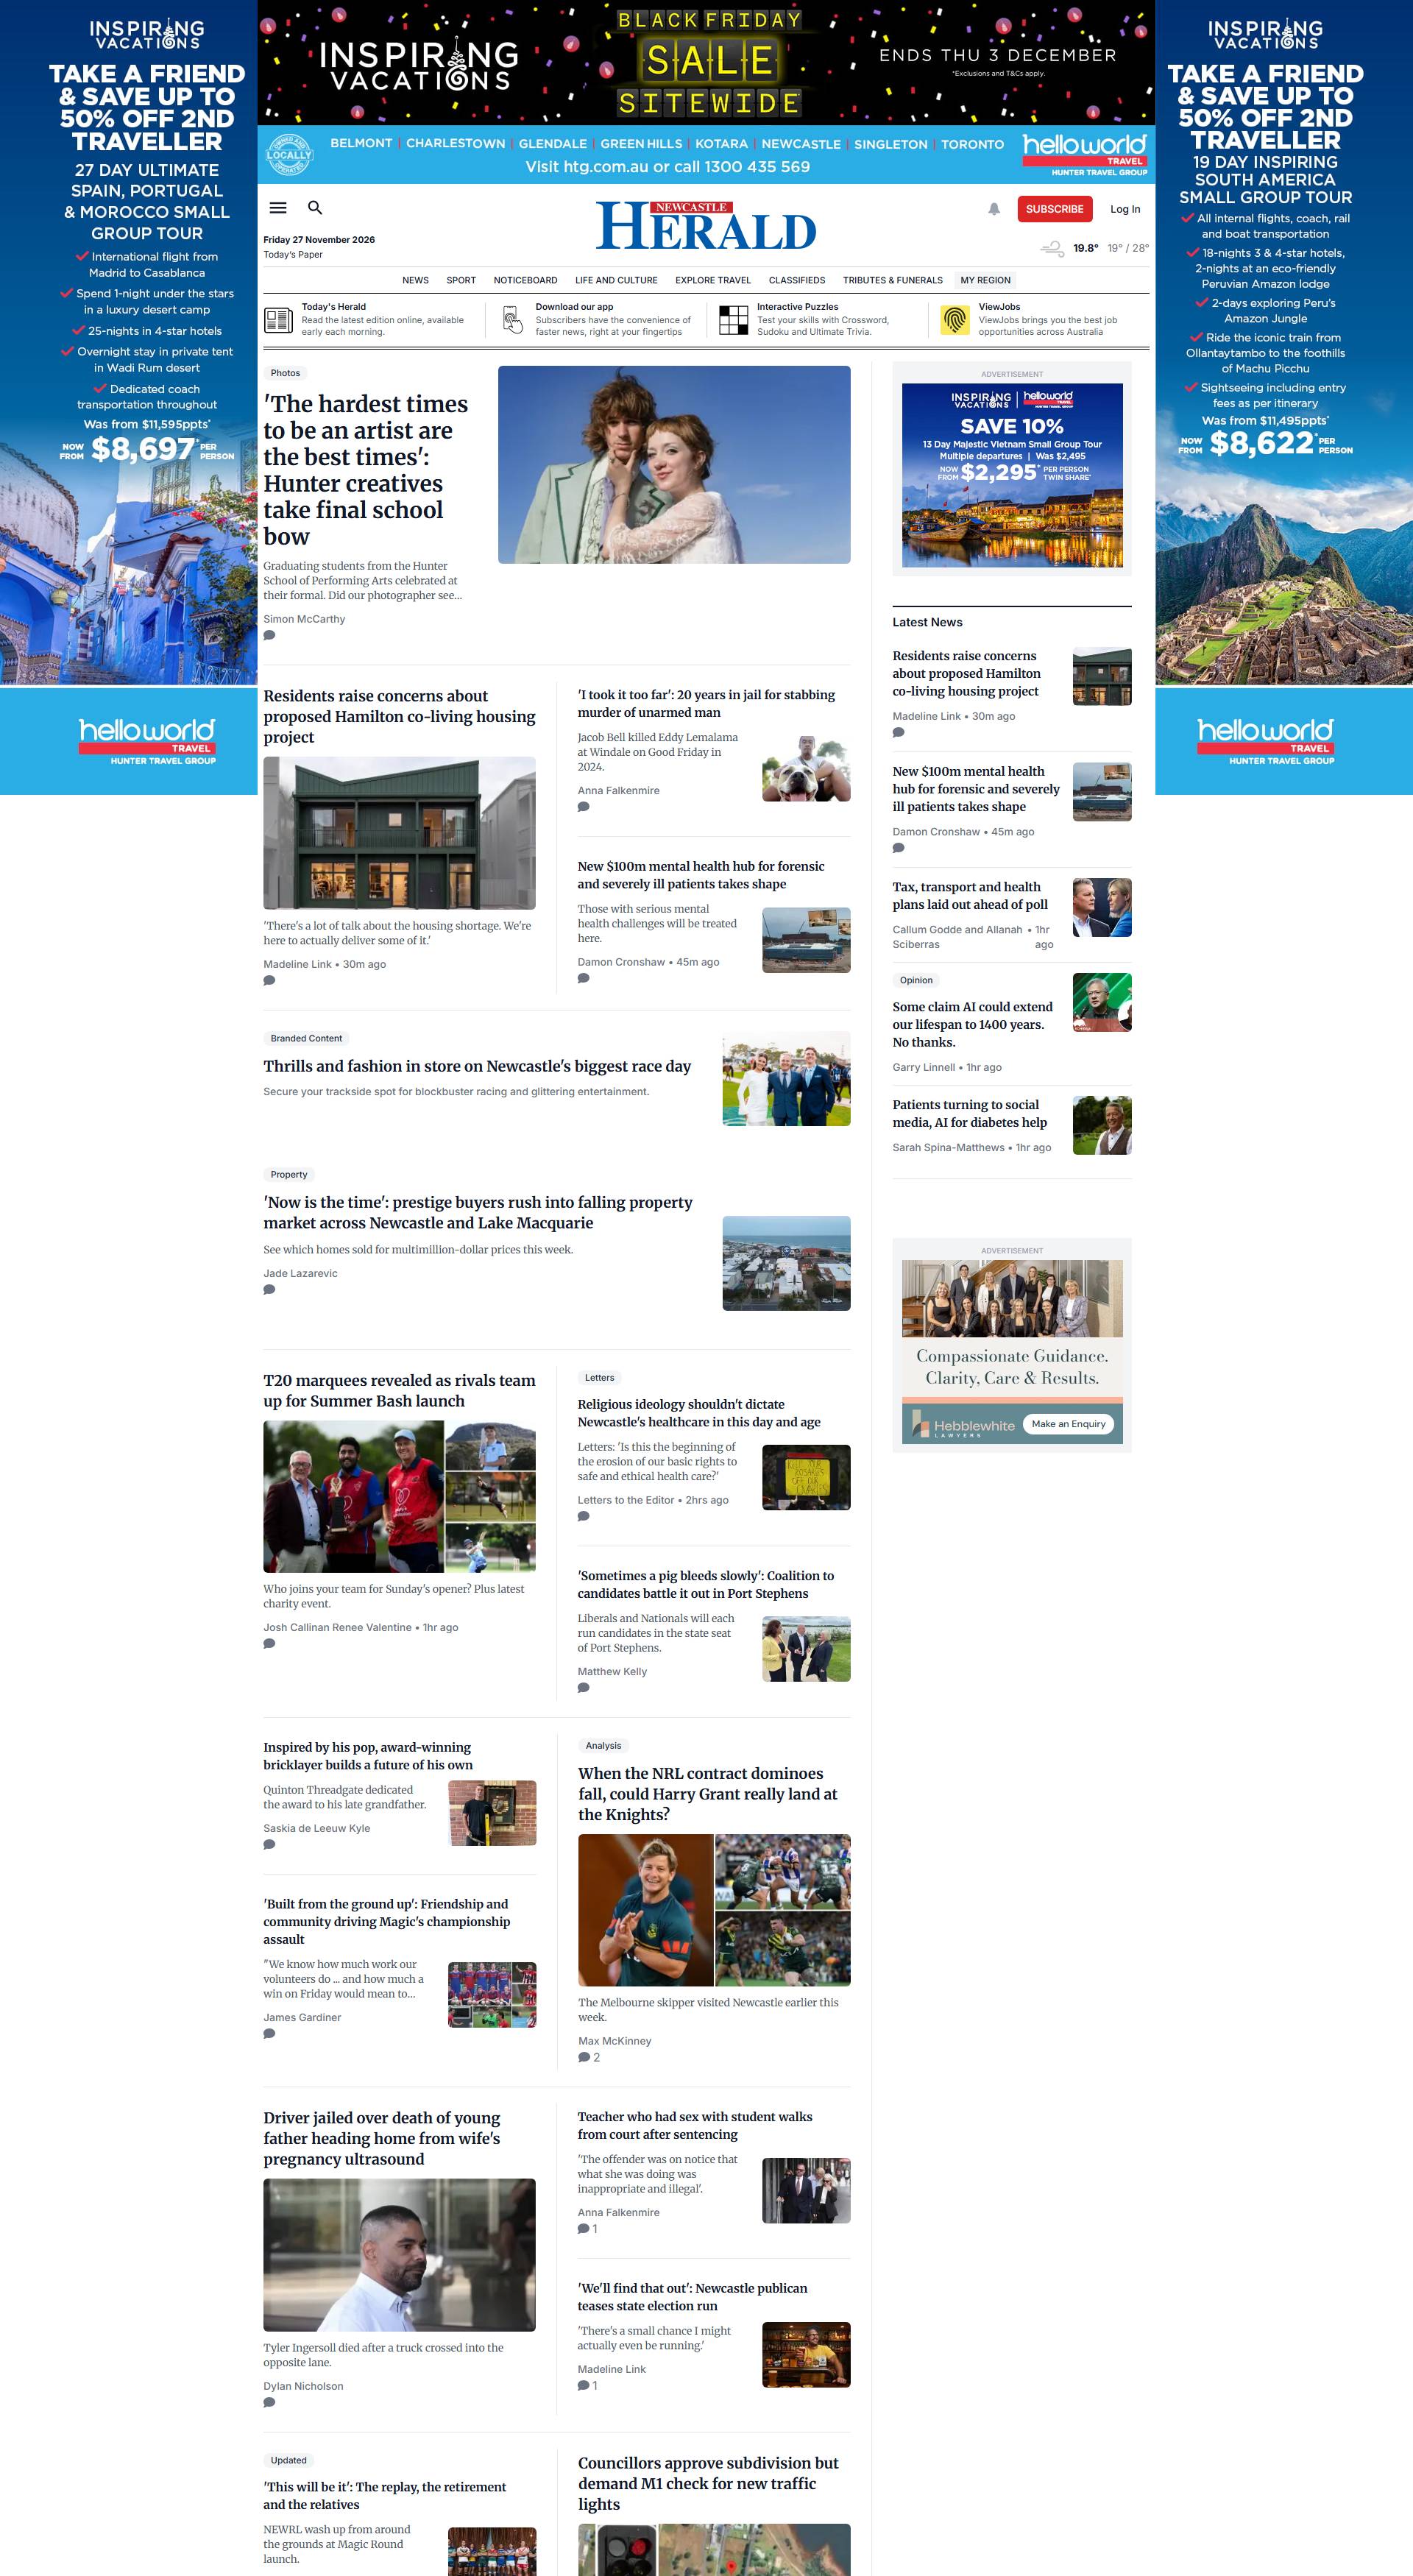 INSPIRING
VACATIONS
TAKE A FRIEND
& SAVE UP TO
50% OFF 2ND
TRAVELLER
27 DAY ULTIMATE
SPAIN, PORTUGAL
& MOROCCO SMALL
GROUP TOUR
International flight from
Madrid to Casablanca
Spend 1-night under the stars
in a luxury desert camp
25-nights in 4-star hotels
Overnight stay in private tent
in Wadi Rum desert
Dedicated coach
transportation throughout
Was from $11,595ppts*
NOW
FROM
$8,697*
PER
PERSON
helloworld
TRAVEL
HUNTER TRAVEL GROUP
INSPIRING
VACATIONS
BLACK FRIDAY
SALE
SITEWIDE
ENDS THU 3 DECEMBER
*Exclusions and T&Cs apply.
LOCALLY
BELMONT | CHARLESTOWN | GLENDALE | GREEN HILLS | KOTARA | NEWCASTLE | SINGLETON | TORONTO
Visit htg.com.au or call 1300 435 569
helloworld
TRAVEL
HUNTER TRAVEL GROUP
INSPIRING
VACATIONS
TAKE A FRIEND
& SAVE UP TO
50% OFF 2ND
TRAVELLER
19 DAY INSPIRING
SOUTH AMERICA
SMALL GROUP TOUR
All internal flights, coach, rail
and boat transportation
18-nights 3 & 4-star hotels,
2-nights at an eco-friendly
Peruvian Amazon lodge
2-days exploring Peru's
Amazon Jungle
Ride the iconic train from
Ollantaytambo to the foothills
of Machu Picchu
Sightseeing including entry
fees as per itinerary
Was from $11,495ppts*
NOW
FROM
$8,622*
PER
PERSON
helloworld
TRAVEL
HUNTER TRAVEL GROUP
NEWCASTLE
HERALD
SUBSCRIBE
Log In
Friday 27 November 2026
Today's Paper
19.8° 19° / 28°
NEWS SPORT NOTICEBOARD LIFE AND CULTURE EXPLORE TRAVEL CLASSIFIEDS TRIBUTES & FUNERALS MY REGION
Today's Herald
Read the latest edition online, available
early each morning.
Download our app
Subscribers have the convenience of
faster news, right at your fingertips
Interactive Puzzles
Test your skills with Crossword,
Sudoku and Ultimate Trivia.
ViewJobs
ViewJobs brings you the best job
opportunities across Australia
Photos
'The hardest times
to be an artist are
the best times':
Hunter creatives
take final school
bow
Graduating students from the Hunter
School of Performing Arts celebrated at
their formal. Did our photographer see...
Simon McCarthy
Residents raise concerns about
proposed Hamilton co-living housing
project
'There's a lot of talk about the housing shortage. We're
here to actually deliver some of it.'
Madeline Link • 30m ago
'I took it too far': 20 years in jail for stabbing
murder of unarmed man
Jacob Bell killed Eddy Lemalama
at Windale on Good Friday in
2024.
Anna Falkenmire
New $100m mental health hub for forensic
and severely ill patients takes shape
Those with serious mental
health challenges will be treated
here.
Damon Cronshaw • 45m ago
Branded Content
Thrills and fashion in store on Newcastle's biggest race day
Secure your trackside spot for blockbuster racing and glittering entertainment.
Property
'Now is the time': prestige buyers rush into falling property
market across Newcastle and Lake Macquarie
See which homes sold for multimillion-dollar prices this week.
Jade Lazarevic
T20 marquees revealed as rivals team
up for Summer Bash launch
Who joins your team for Sunday's opener? Plus latest
charity event.
Josh Callinan Renee Valentine • 1hr ago
Letters
Religious ideology shouldn't dictate
Newcastle's healthcare in this day and age
Letters: 'Is this the beginning of
the erosion of our basic rights to
safe and ethical health care?'
Letters to the Editor • 2hrs ago
'Sometimes a pig bleeds slowly': Coalition to
candidates battle it out in Port Stephens
Liberals and Nationals will each
run candidates in the state seat
of Port Stephens.
Matthew Kelly
Inspired by his pop, award-winning
bricklayer builds a future of his own
Quinton Threadgate dedicated
the award to his late grandfather.
Saskia de Leeuw Kyle
'Built from the ground up': Friendship and
community driving Magic's championship
assault
"We know how much work our
volunteers do ... and how much a
win on Friday would mean to...
James Gardiner
Analysis
When the NRL contract dominoes
fall, could Harry Grant really land at
the Knights?
The Melbourne skipper visited Newcastle earlier this
week.
Max McKinney
2
Driver jailed over death of young
father heading home from wife's
pregnancy ultrasound
Tyler Ingersoll died after a truck crossed into the
opposite lane.
Dylan Nicholson
Teacher who had sex with student walks
from court after sentencing
'The offender was on notice that
what she was doing was
inappropriate and illegal'.
Anna Falkenmire
1
'We'll find that out': Newcastle publican
teases state election run
'There's a small chance I might
actually even be running.'
Madeline Link
1
Updated
'This will be it': The replay, the retirement
and the relatives
NEWRL wash up from around
the grounds at Magic Round
launch.
Councillors approve subdivision but
demand M1 check for new traffic
lights
ADVERTISEMENT
INSPIRING
VACATIONS
helloworld
TRAVEL
SAVE 10%
13 Day Majestic Vietnam Small Group Tour
Multiple departures | Was $2,495
NOW
FROM
$2,295*
PER PERSON
TWIN SHARE*
Latest News
Residents raise concerns
about proposed Hamilton
co-living housing project
Madeline Link • 30m ago
New $100m mental health
hub for forensic and severely
ill patients takes shape
Damon Cronshaw • 45m ago
Tax, transport and health
plans laid out ahead of poll
Callum Godde and Allanah • 1hr
Sciberras ago
Opinion
Some claim AI could extend
our lifespan to 1400 years.
No thanks.
Garry Linnell • 1hr ago
Patients turning to social
media, AI for diabetes help
Sarah Spina-Matthews • 1hr ago
ADVERTISEMENT
Compassionate Guidance.
Clarity, Care & Results.
Hebblewhite
LAWYERS
Make an Enquiry